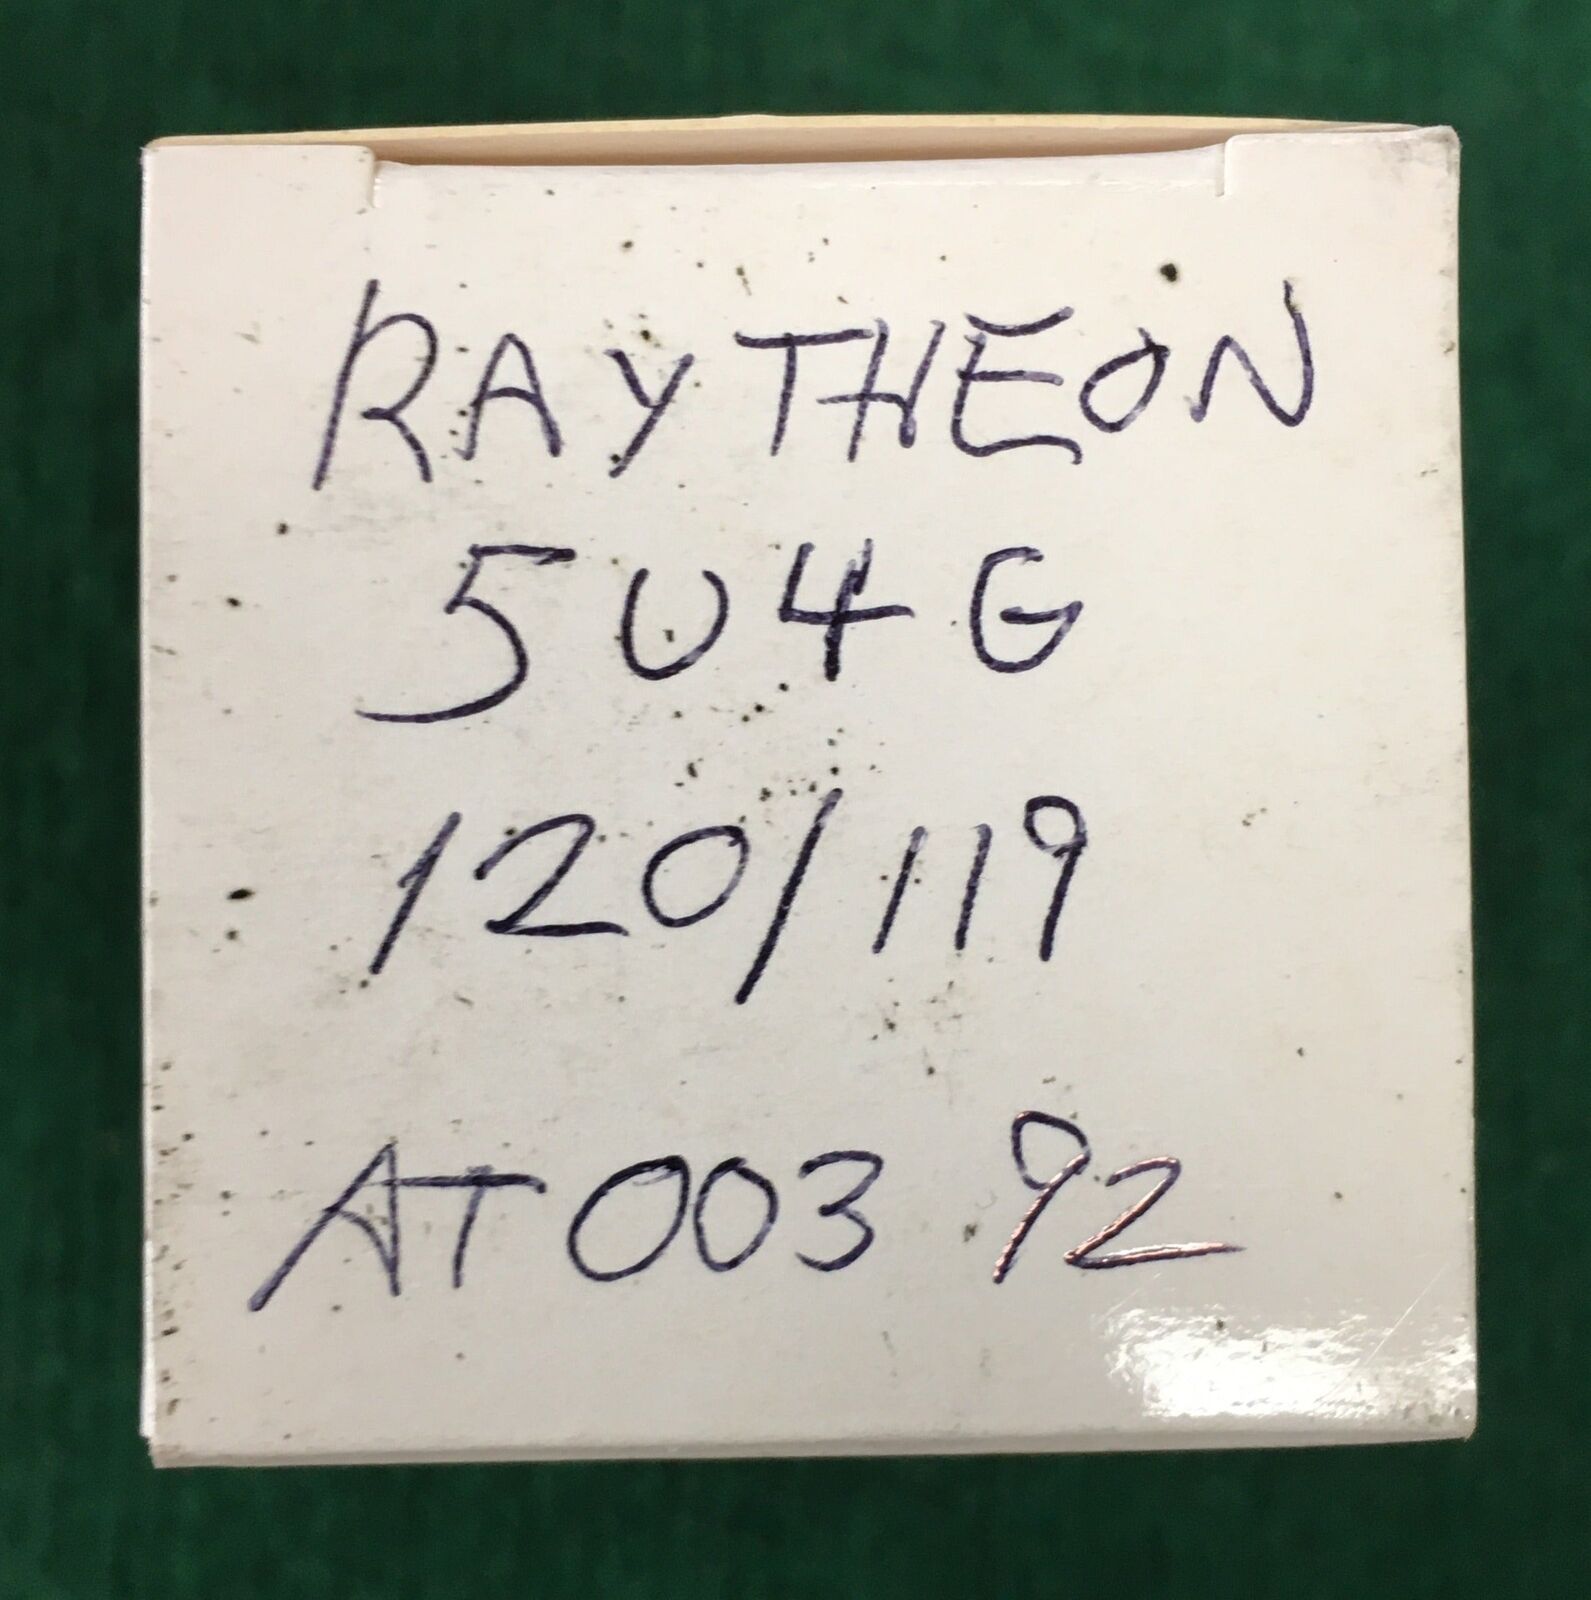 RAYTHEON
5U4G
120/119
AT003 92